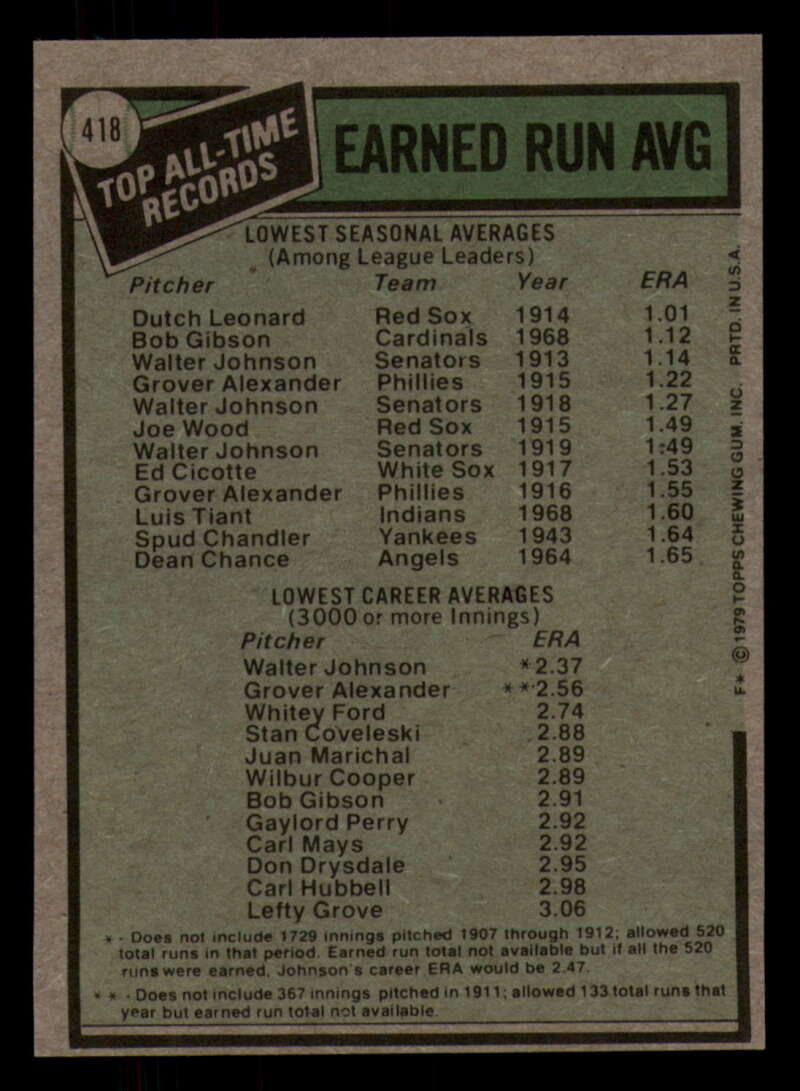 418
TOP ALL-TIME
RECORDS
EARNED RUN AVG
LOWEST SEASONAL AVERAGES
(Among League Leaders)
Pitcher Team Year ERA
Dutch Leonard Red Sox 1914 1.01
Bob Gibson Cardinals 1968 1.12
Walter Johnson Senators 1913 1.14
Grover Alexander Phillies 1915 1.22
Walter Johnson Senators 1918 1.27
Joe Wood Red Sox 1915 1.49
Walter Johnson Senators 1919 1.49
Ed Cicotte White Sox 1917 1.53
Grover Alexander Phillies 1916 1.55
Luis Tiant Indians 1968 1.60
Spud Chandler Yankees 1943 1.64
Dean Chance Angels 1964 1.65
LOWEST CAREER AVERAGES
(3000 or more Innings)
Pitcher ERA
Walter Johnson *2.37
Grover Alexander **2.56
Whitey Ford 2.74
Stan Coveleski 2.88
Juan Marichal 2.89
Wilbur Cooper 2.89
Bob Gibson 2.91
Gaylord Perry 2.92
Carl Mays 2.92
Don Drysdale 2.95
Carl Hubbell 2.98
Lefty Grove 3.06
* - Does not include 1729 innings pitched 1907 through 1912; allowed 520
total runs in that period. Earned run total not available but if all the 520
runs were earned, Johnson's career ERA would be 2.47.
* * - Does not include 367 innings pitched in 1911; allowed 133 total runs that
year but earned run total not available.
F* © 1979 TOPPS CHEWING GUM, INC. PRTD. IN U.S.A.